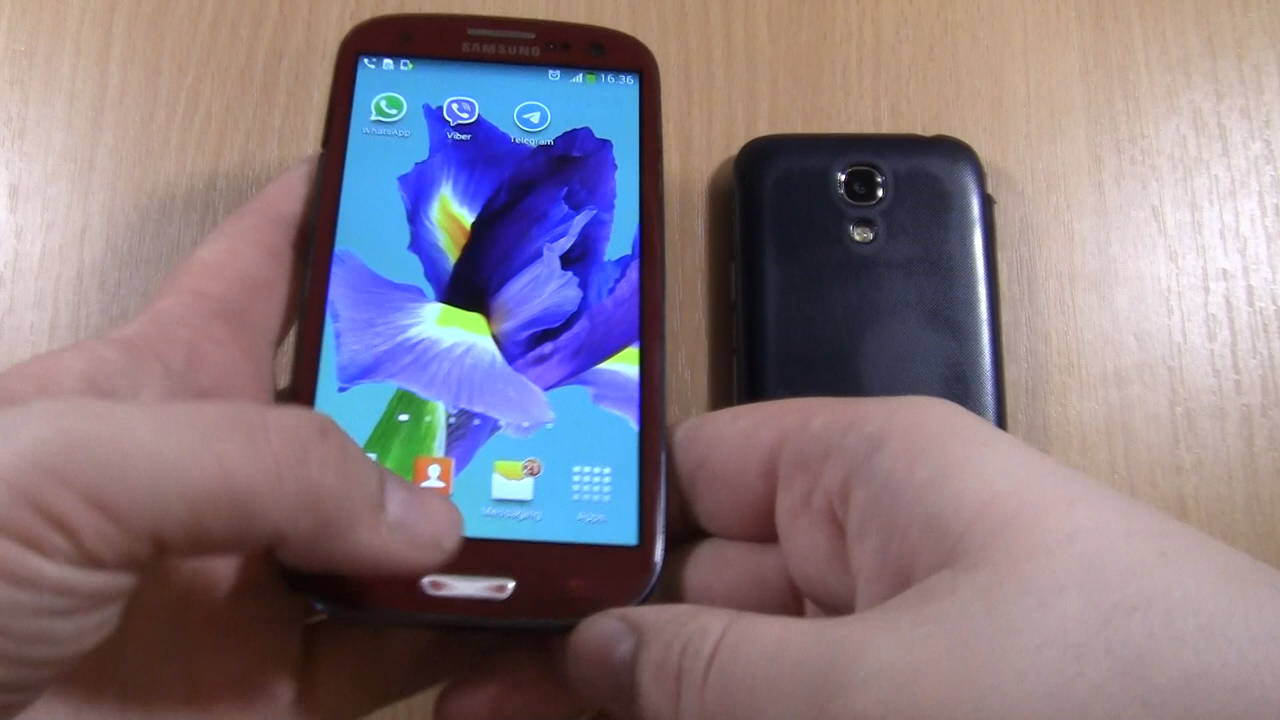 SAMSUNG
16:36
WhatsApp
Viber
Telegram
21
Messaging
Apps